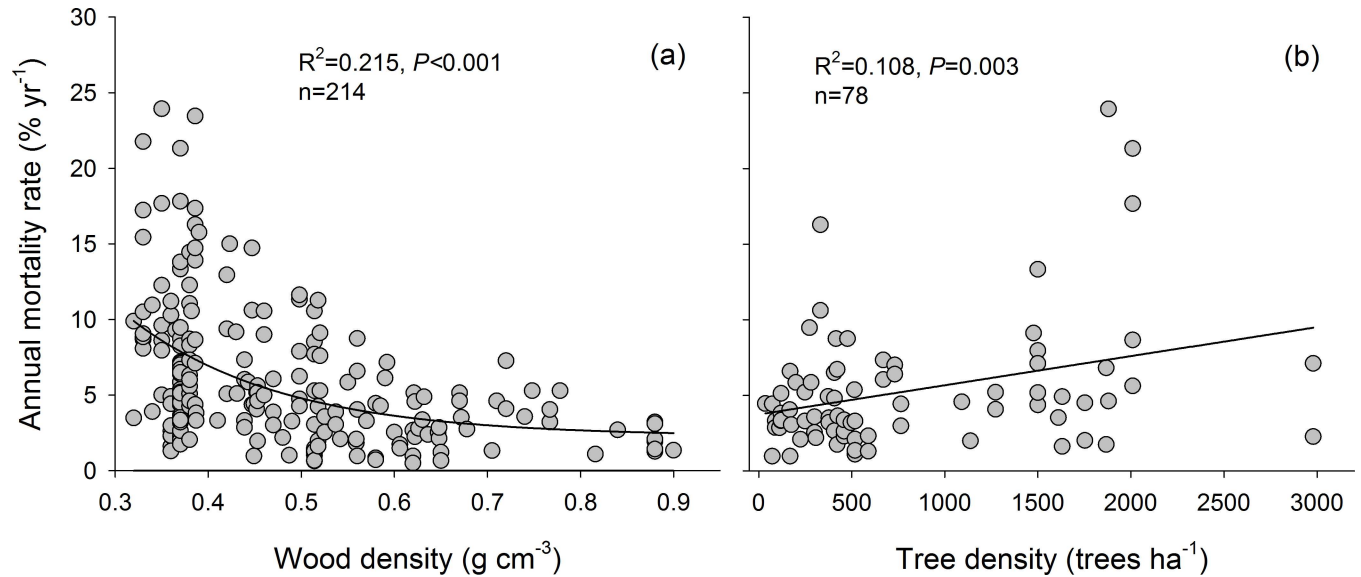 Annual mortality rate (% yr⁻¹)
30
25
20
15
10
5
0
R²=0.215, P<0.001
n=214
(a)
0.3 0.4 0.5 0.6 0.7 0.8 0.9
Wood density (g cm⁻³)
R²=0.108, P=0.003
n=78
(b)
0 500 1000 1500 2000 2500 3000
Tree density (trees ha⁻¹)